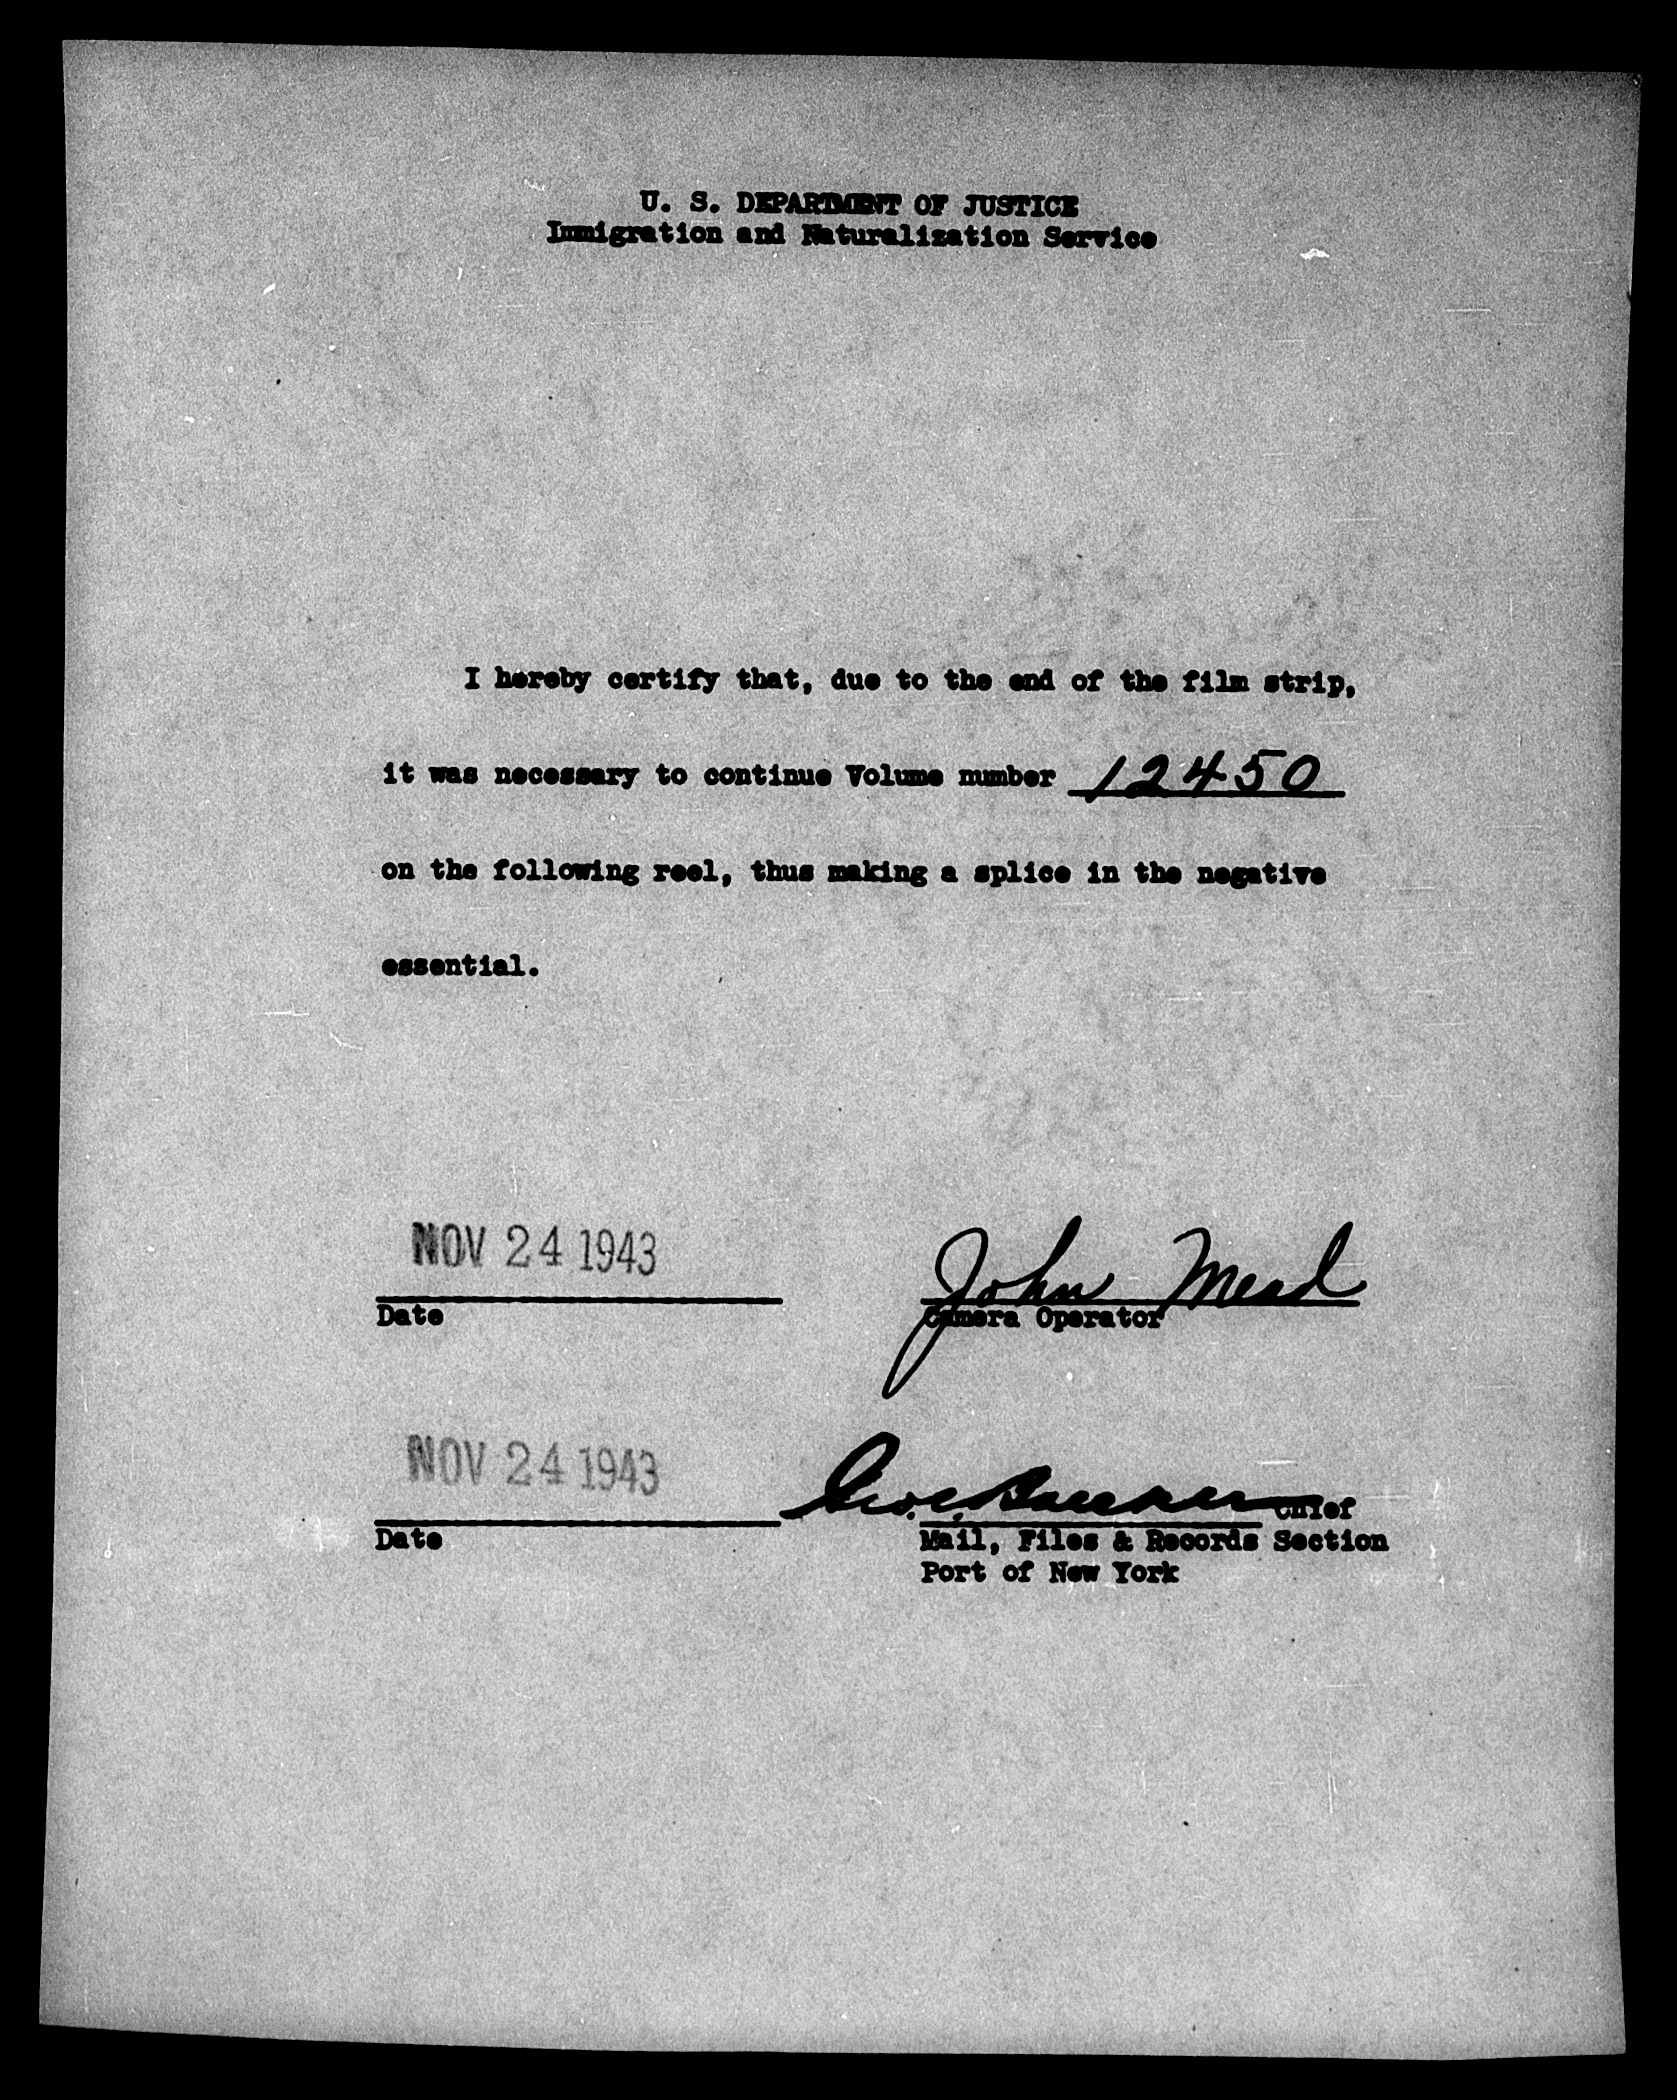 U. S. DEPARTMENT OF JUSTICE
Immigration and Naturalization Service
I hereby certify that, due to the end of the film strip,
it was necessary to continue Volume number 12450
on the following reel, thus making a splice in the negative
essential.
NOV 24 1943
John Mead
Date
Camera Operator
NOV 24 1943
Chief
Date
Mail, Files & Records Section
Port of New York